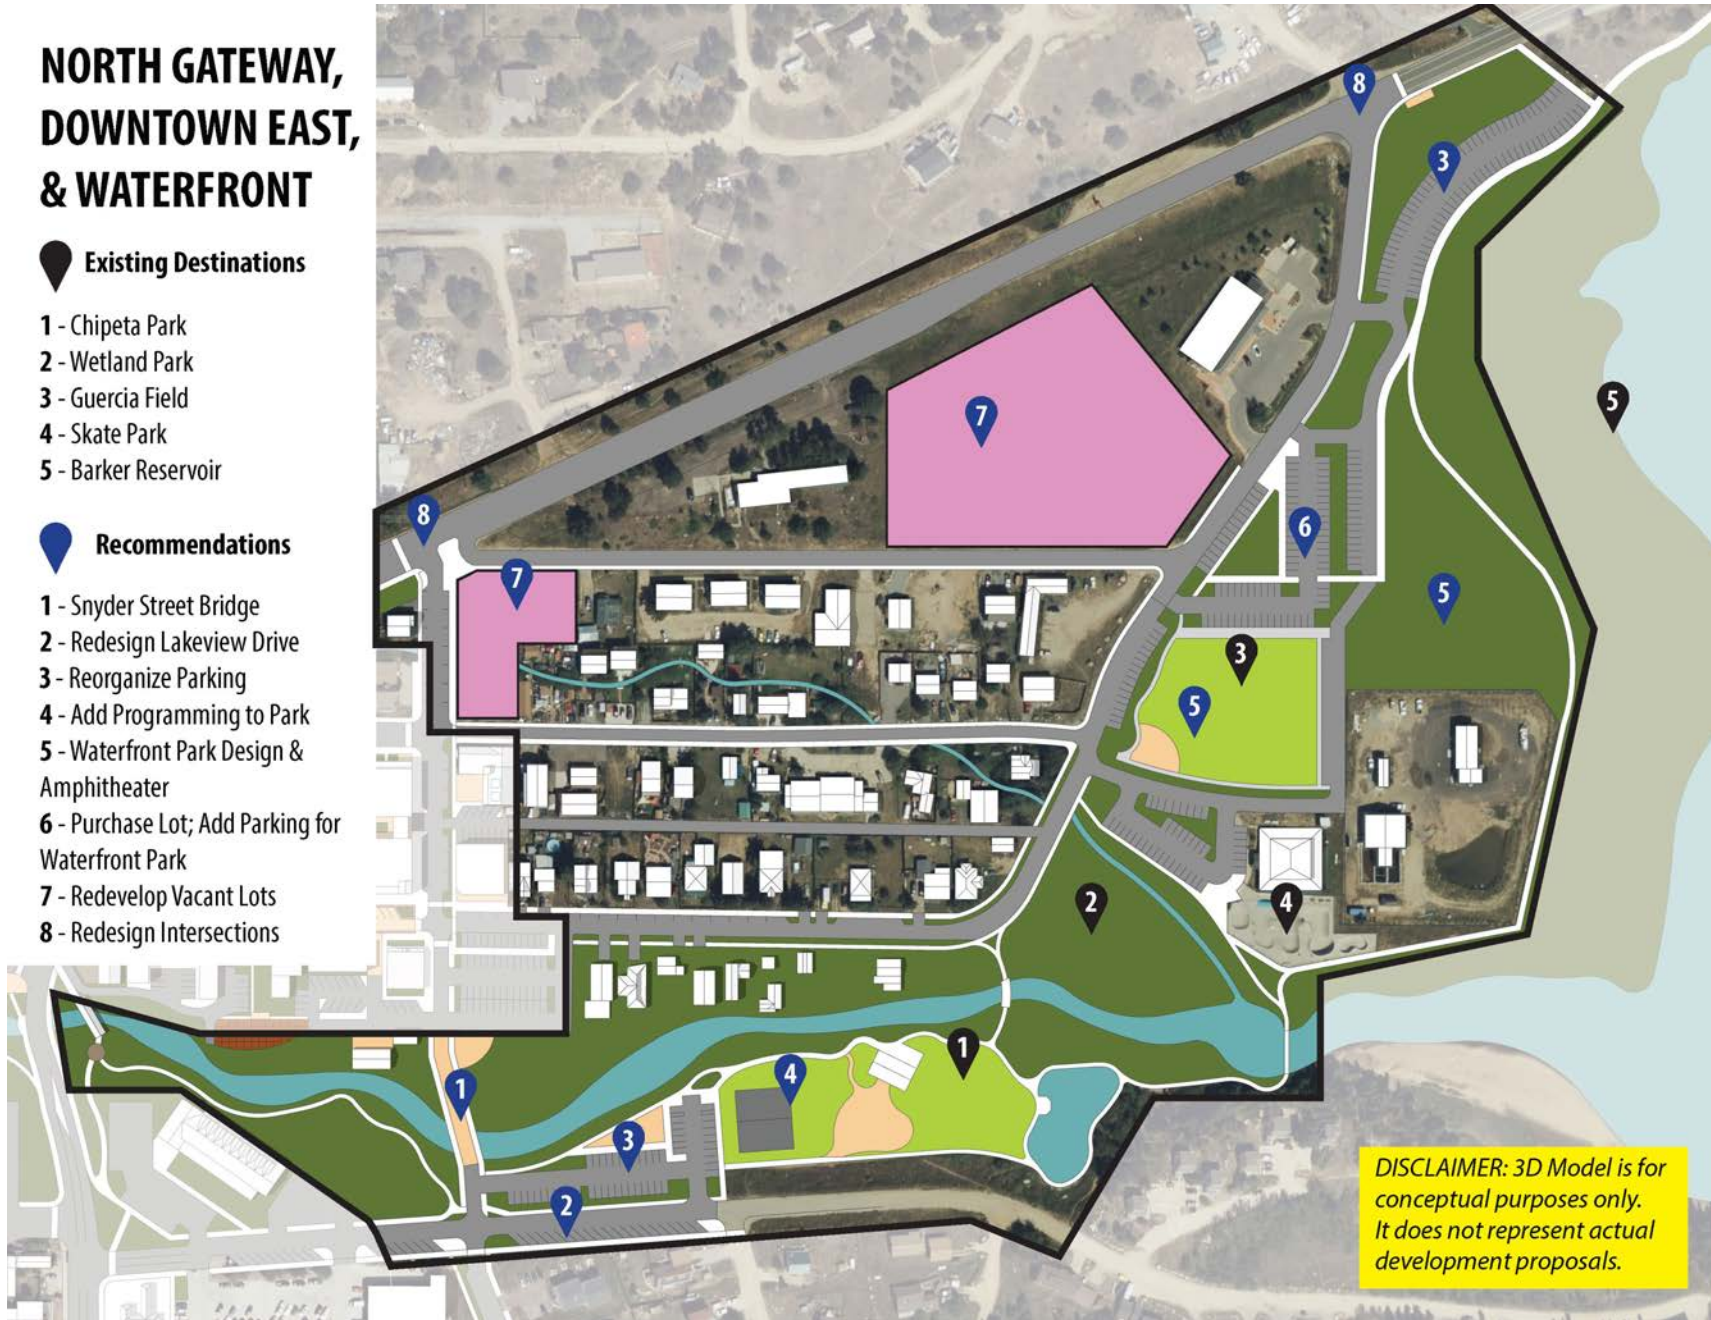 NORTH GATEWAY,
DOWNTOWN EAST,
& WATERFRONT
Existing Destinations
1 - Chipeta Park
2 - Wetland Park
3 - Guercia Field
4 - Skate Park
5 - Barker Reservoir
Recommendations
1 - Snyder Street Bridge
2 - Redesign Lakeview Drive
3 - Reorganize Parking
4 - Add Programming to Park
5 - Waterfront Park Design &
Amphitheater
6 - Purchase Lot; Add Parking for
Waterfront Park
7 - Redevelop Vacant Lots
8 - Redesign Intersections
8
3
5
7
8
6
7
5
3
5
2
4
1
4
1
3
2
DISCLAIMER: 3D Model is for
conceptual purposes only.
It does not represent actual
development proposals.